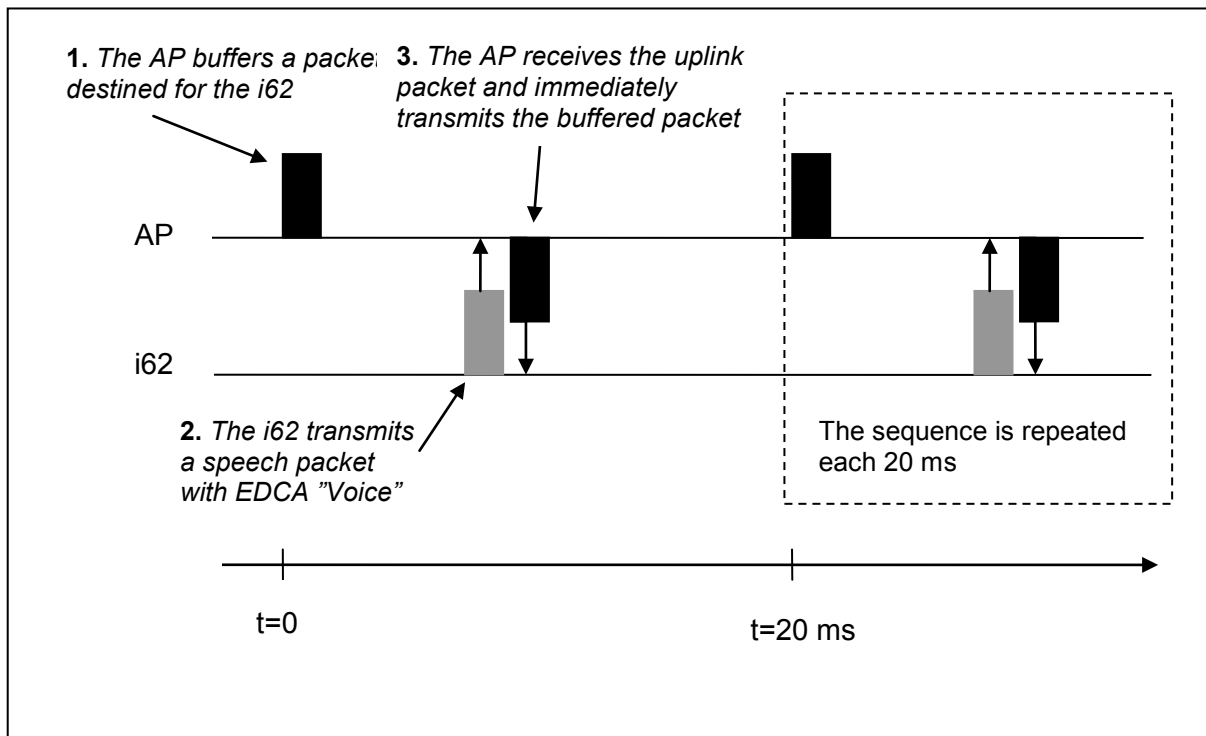 1. The AP buffers a packet
destined for the i62
3. The AP receives the uplink
packet and immediately
transmits the buffered packet
AP
i62
2. The i62 transmits
a speech packet
with EDCA ”Voice”
The sequence is repeated
each 20 ms
t=0
t=20 ms